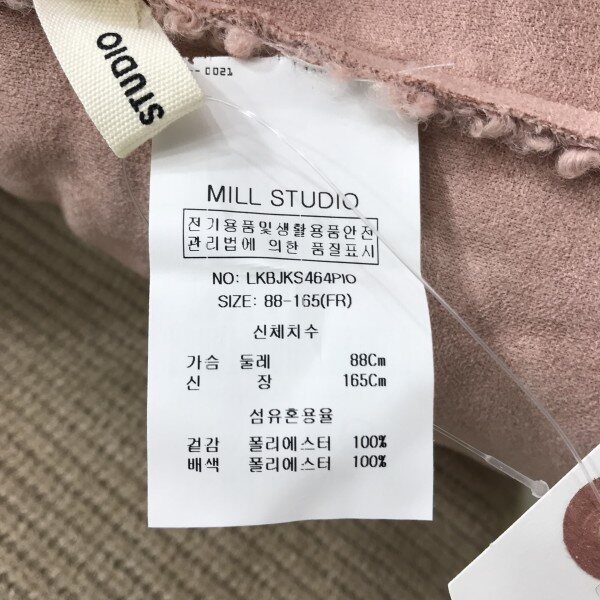 STUDIO
- 0021
MILL STUDIO
전기용품및생활용품안전
관리법에 의한 품질표시
NO: LKBJKS464PIO
SIZE: 88-165(FR)
신체치수
가슴 둘레 88Cm
신 장 165Cm
섬유혼용율
겉감 폴리에스터 100%
배색 폴리에스터 100%